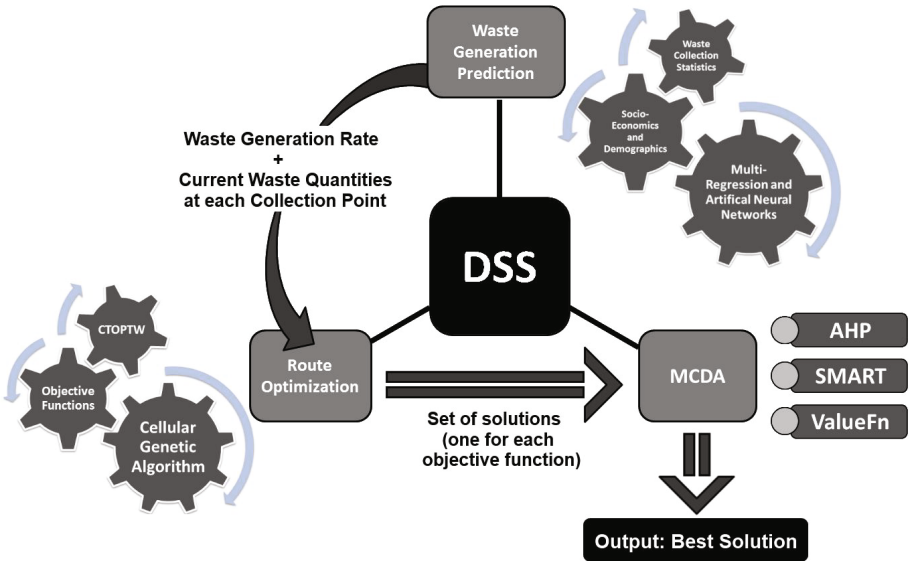 Waste
Generation
Prediction
Waste
Collection
Statistics
Socio-
Economics
and
Demographics
Multi-
Regression and
Artifical Neural
Networks
Waste Generation Rate
+
Current Waste Quantities
at each Collection Point
DSS
CTOPTW
Objective
Functions
Cellular
Genetic
Algorithm
Route
Optimization
Set of solutions
(one for each
objective function)
MCDA
AHP
SMART
ValueFn
Output: Best Solution